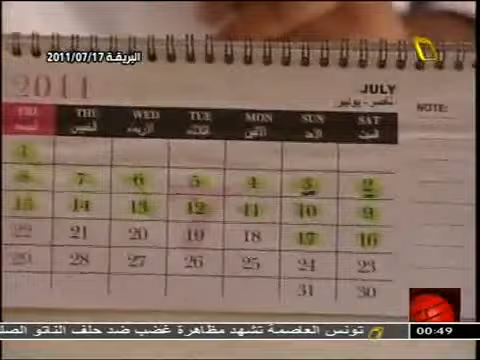 البريقة 2011/07/17
2011
JULY
ناصر - يوليو
NOTE:
FRI THU WED TUE MON SUN SAT
الجمعة الخميس الأربعاء الثلاثاء الاثنين الأحد السبت
1
8 7 6 5 4 3 2
15 14 13 12 11 10 9
22 21 20 19 18 17 16
29 28 27 26 25 24 23
31 30
تونس العاصمة تشهد مظاهرة غضب ضد حلف الناتو الصل
00:49